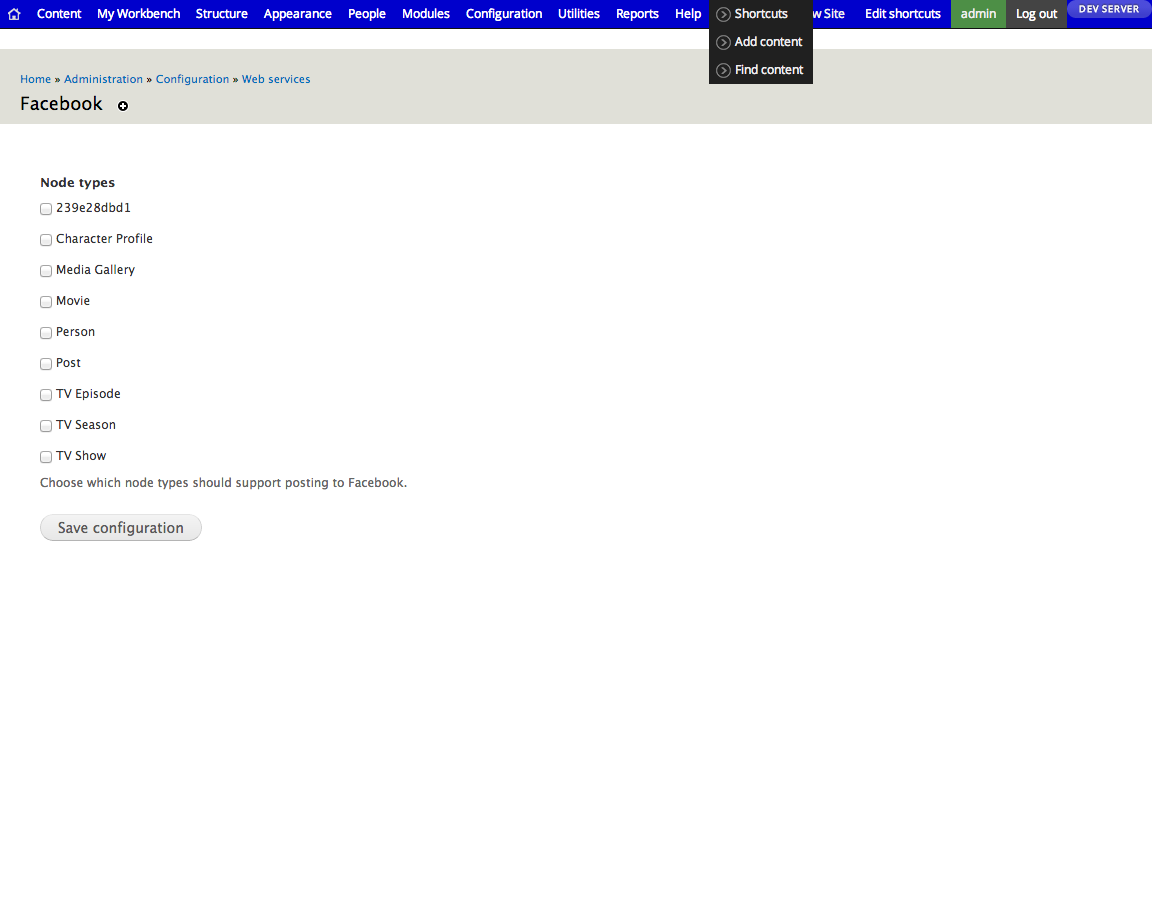 Content My Workbench Structure Appearance People Modules Configuration Utilities Reports Help Shortcuts w Site Edit shortcuts admin Log out DEV SERVER
Add content
Find content
Home » Administration » Configuration » Web services
Facebook
Node types
239e28dbd1
Character Profile
Media Gallery
Movie
Person
Post
TV Episode
TV Season
TV Show
Choose which node types should support posting to Facebook.
Save configuration